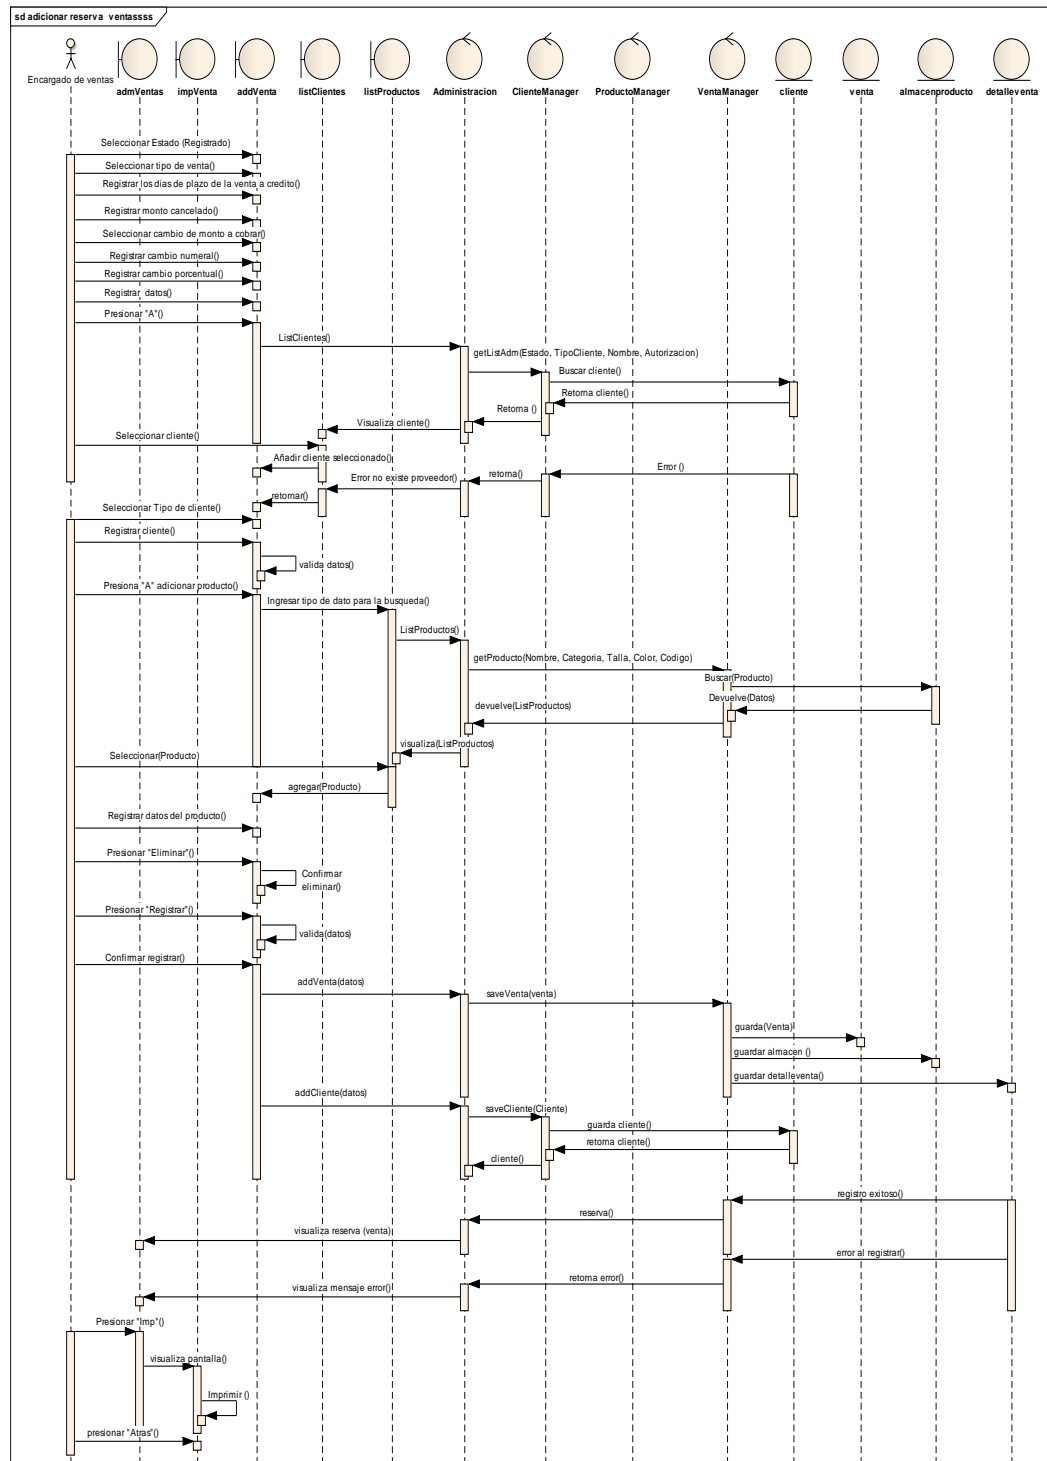 sd adicionar reserva ventassss
Encargado de ventas
admVentas
impVenta
addVenta
listClientes
listProductos
Administracion
ClienteManager
ProductoManager
VentaManager
cliente
venta
almacenproducto
detalleventa
Seleccionar Estado (Registrado)
Seleccionar tipo de venta()
Registrar los dias de plazo de la venta a credito()
Registrar monto cancelado()
Seleccionar cambio de monto a cobrar()
Registrar cambio numeral()
Registrar cambio porcentual()
Registrar datos()
Presionar "A"()
ListClientes()
getListAdm(Estado, TipoCliente, Nombre, Autorizacion)
Buscar cliente()
Retorna cliente()
Retorna ()
Visualiza cliente()
Seleccionar cliente()
Añadir cliente seleccionado()
Error ()
retorna()
Error no existe proveedor()
retornar()
Seleccionar Tipo de cliente()
Registrar cliente()
valida datos()
Presiona "A" adicionar producto()
Ingresar tipo de dato para la busqueda()
ListProductos()
getProducto(Nombre, Categoria, Talla, Color, Codigo)
Buscar(Producto)
Devuelve(Datos)
devuelve(ListProductos)
visualiza(ListProductos)
Seleccionar(Producto)
agregar(Producto)
Registrar datos del producto()
Presionar "Eliminar"()
Confirmar
eliminar()
Presionar "Registrar"()
valida(datos)
Confirmar registrar()
addVenta(datos)
saveVenta(venta)
guarda(Venta)
guardar almacen ()
guardar detalleventa()
addCliente(datos)
saveCliente(Cliente)
guarda cliente()
retorna cliente()
cliente()
registro exitoso()
reserva()
visualiza reserva (venta)
error al registrar()
retorna error()
visualiza mensaje error()
Presionar "Imp"()
visualiza pantalla()
Imprimir ()
presionar "Atras"()